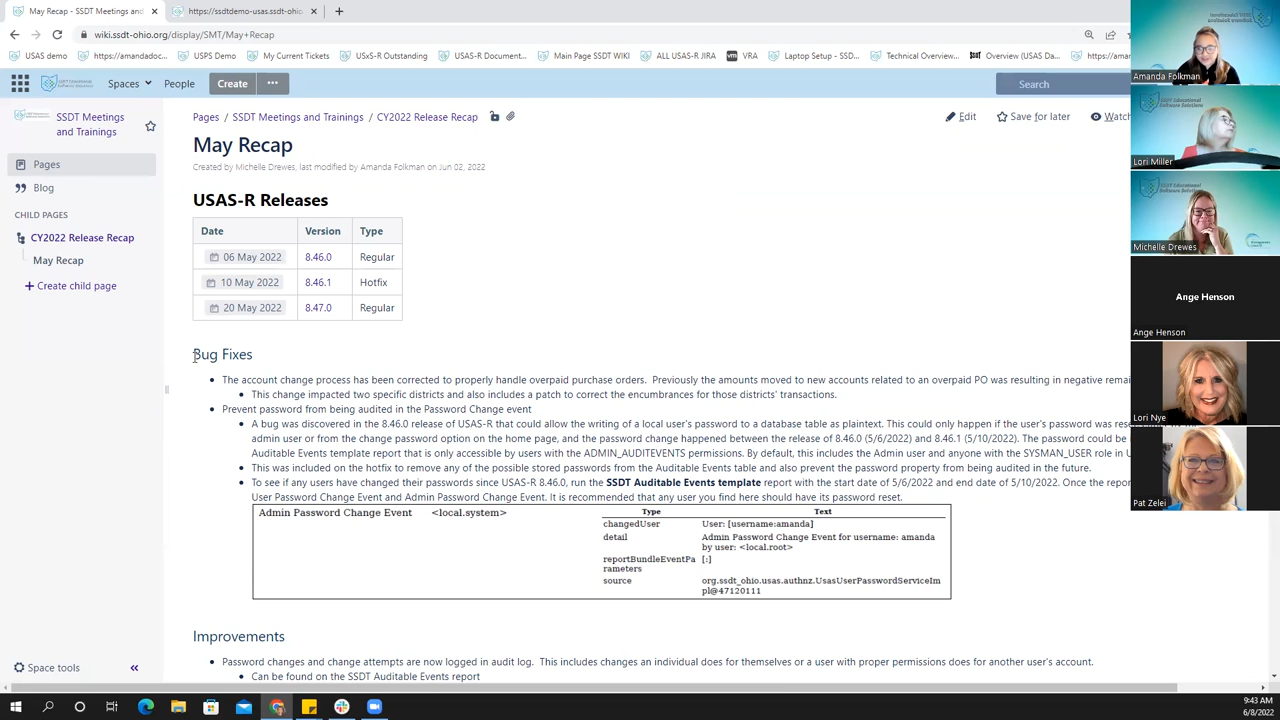 May Recap - SSDT Meetings and
https://ssdtdemo-usas.ssdt-ohio
wiki.ssdt-ohio.org/display/SMT/May+Recap
USAS demo
https://amandadoc...
USPS Demo
My Current Tickets
USxS-R Outstanding
USAS-R Document...
Main Page SSDT WIKI
ALL USAS-R JIRA
VRA
Laptop Setup - SSD...
Technical Overview...
Overview (USAS Da...
https://aman
Spaces
People
Create
Search
SSDT Meetings
and Trainings
Pages
Blog
CHILD PAGES
CY2022 Release Recap
May Recap
Create child page
Space tools
Pages / SSDT Meetings and Trainings / CY2022 Release Recap
Edit
Save for later
Watch
May Recap
Created by Michelle Drewes, last modified by Amanda Folkman on Jun 02, 2022
USAS-R Releases
Date Version Type
06 May 2022 8.46.0 Regular
10 May 2022 8.46.1 Hotfix
20 May 2022 8.47.0 Regular
Bug Fixes
The account change process has been corrected to properly handle overpaid purchase orders. Previously the amounts moved to new accounts related to an overpaid PO was resulting in negative remai
This change impacted two specific districts and also includes a patch to correct the encumbrances for those districts' transactions.
Prevent password from being audited in the Password Change event
A bug was discovered in the 8.46.0 release of USAS-R that could allow the writing of a local user's password to a database table as plaintext. This could only happen if the user's password was res
admin user or from the change password option on the home page, and the password change happened between the release of 8.46.0 (5/6/2022) and 8.46.1 (5/10/2022). The password could be
Auditable Events template report that is only accessible by users with the ADMIN_AUDITEVENTS permissions. By default, this includes the Admin user and anyone with the SYSMAN_USER role in U
This was included on the hotfix to remove any of the possible stored passwords from the Auditable Events table and also prevent the password property from being audited in the future.
To see if any users have changed their passwords since USAS-R 8.46.0, run the SSDT Auditable Events template report with the start date of 5/6/2022 and end date of 5/10/2022. Once the repor
User Password Change Event and Admin Password Change Event. It is recommended that any user you find here should have its password reset.
Admin Password Change Event <local.system>
Type Text
changedUser User: [username:amanda]
detail Admin Password Change Event for username: amanda
by user: <local.root>
reportBundleEventPa [:]
rameters
source org.ssdt_ohio.usas.authnz.UsasUserPasswordServiceIm
pl@47120111
Improvements
Password changes and change attempts are now logged in audit log. This includes changes an individual does for themselves or a user with proper permissions does for another user's account.
Can be found on the SSDT Auditable Events report
Amanda Folkman
Lori Miller
Michelle Drewes
Ange Henson
Ange Henson
Lori Nye
Pat Zelei
9:43 AM
6/8/2022